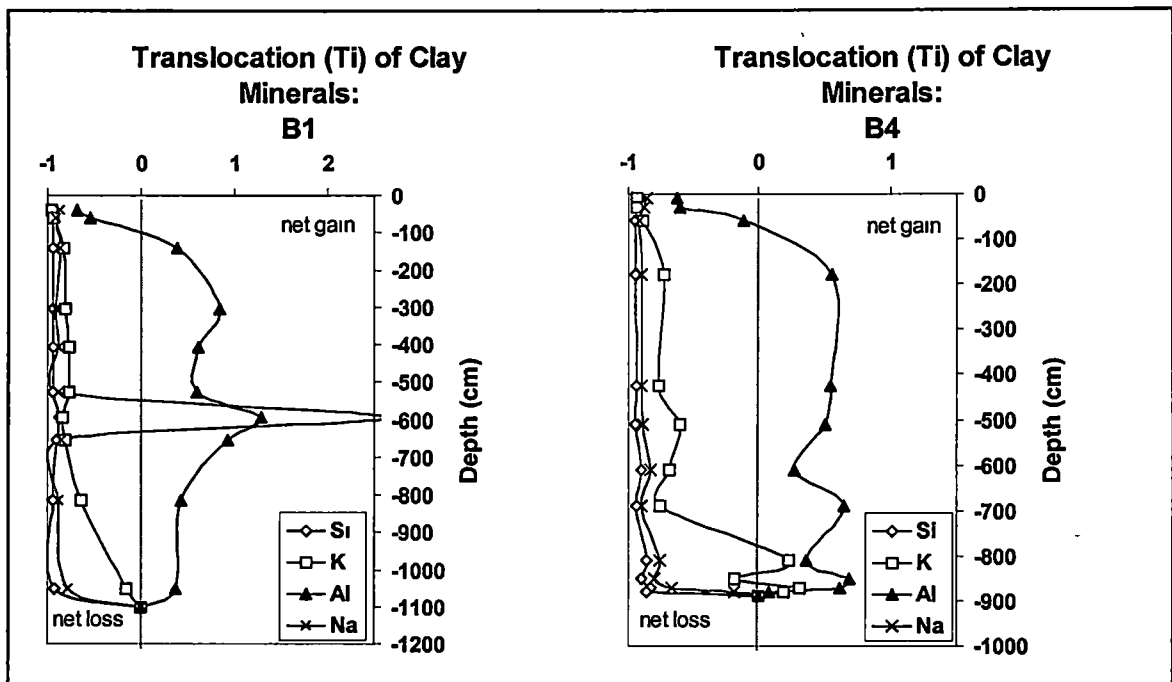 Translocation (Ti) of Clay
Minerals:
B1
-1 0 1 2
0
-100
-200
-300
-400
-500
-600
-700
-800
-900
-1000
-1100
-1200
Depth (cm)
net gain
net loss
Si
K
Al
Na
Translocation (Ti) of Clay
Minerals:
B4
-1 0 1
0
-100
-200
-300
-400
-500
-600
-700
-800
-900
-1000
Depth (cm)
net gain
net loss
Si
K
Al
Na